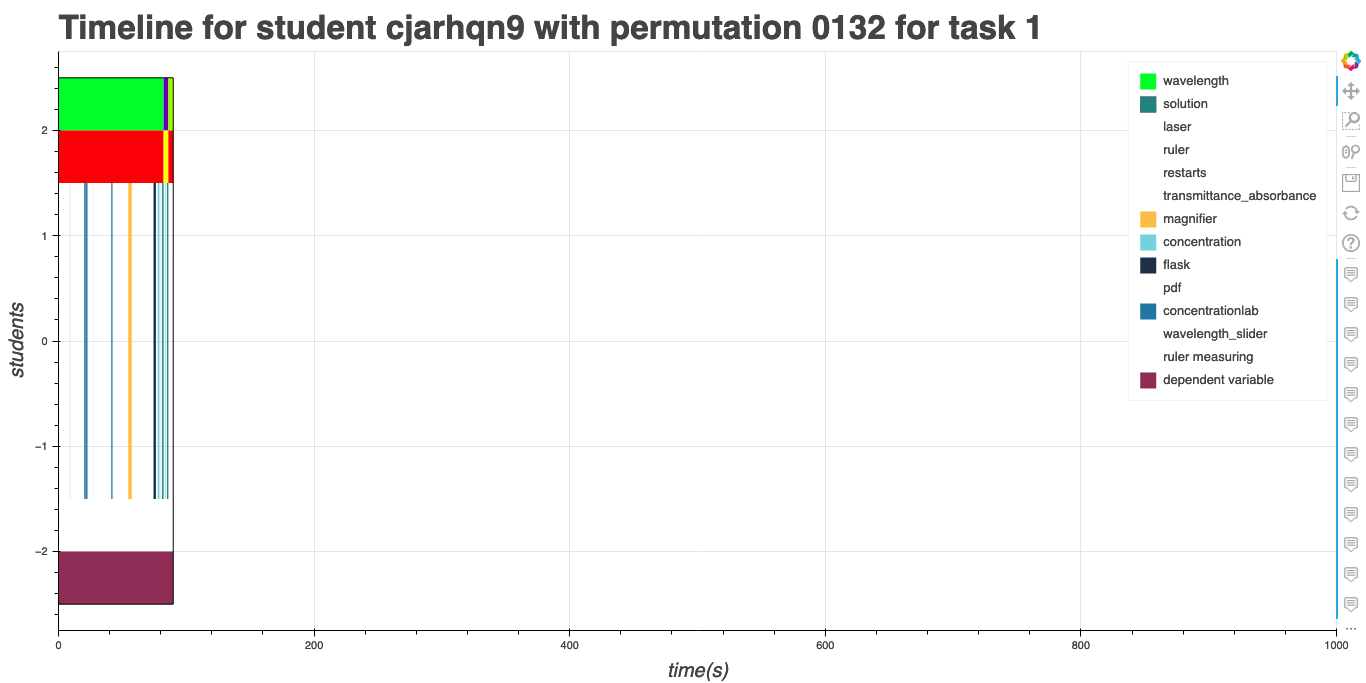 Timeline for student cjarhqn9 with permutation 0132 for task 1
wavelength
solution
laser
ruler
restarts
transmittance_absorbance
magnifier
concentration
flask
pdf
concentrationlab
wavelength_slider
ruler measuring
dependent variable
students
2
1
0
−1
−2
0 200 400 600 800 1000
time(s)